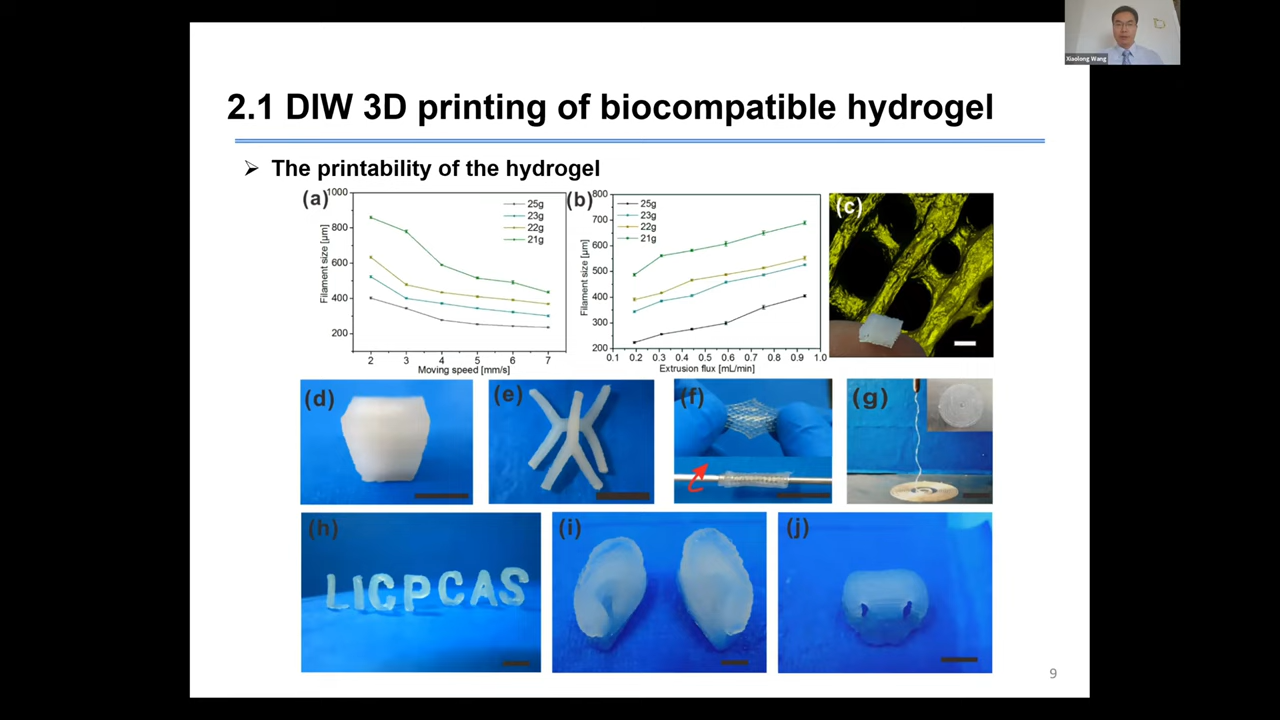 Xiaolong Wang
2.1 DIW 3D printing of biocompatible hydrogel
➢ The printability of the hydrogel
(a)
1000
800
600
400
200
Filament size [μm]
25g
23g
22g
21g
2 3 4 5 6 7
Moving speed [mm/s]
(b)
800
700
600
500
400
300
200
Filament size [μm]
25g
23g
22g
21g
0.1 0.2 0.3 0.4 0.5 0.6 0.7 0.8 0.9 1.0
Extrusion flux [mL/min]
(c)
(d)
(e)
(f)
(g)
(h)
LICPCAS
(i)
(j)
9